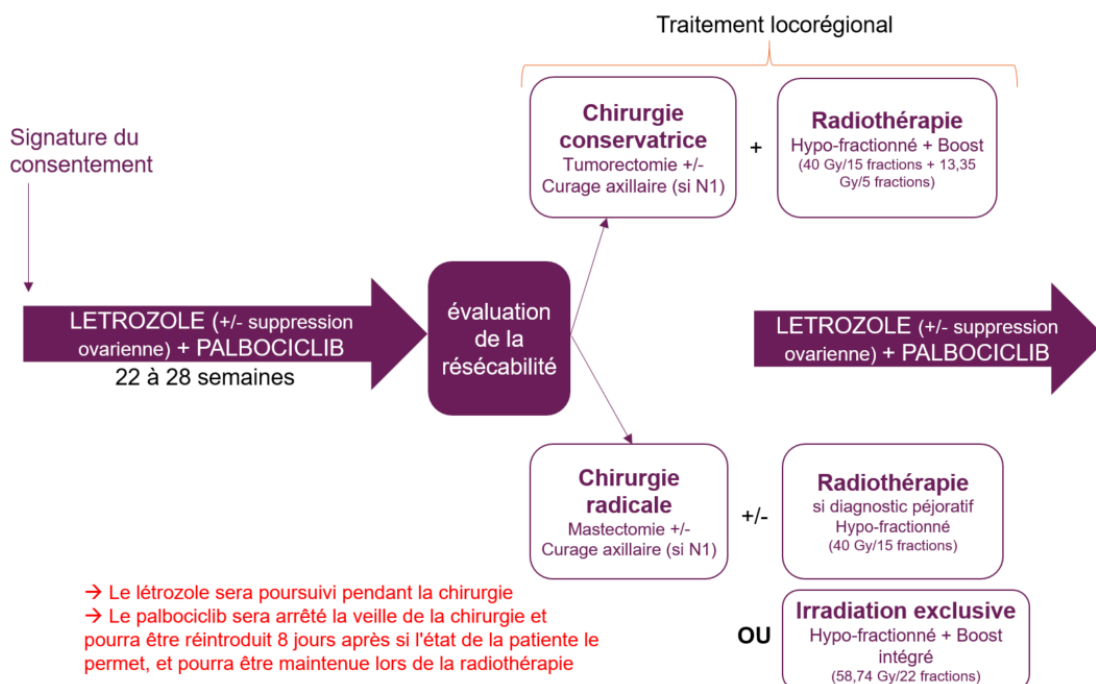 Traitement locorégional
Signature du
consentement
Chirurgie
conservatrice
Tumorectomie +/-
Curage axillaire (si N1)
+
Radiothérapie
Hypo-fractionné + Boost
(40 Gy/15 fractions + 13,35
Gy/5 fractions)
LETROZOLE (+/- suppression
ovarienne) + PALBOCICLIB
22 à 28 semaines
évaluation
de la
résécabilité
LETROZOLE (+/- suppression
ovarienne) + PALBOCICLIB
Chirurgie
radicale
Mastectomie +/-
Curage axillaire (si N1)
+/-
Radiothérapie
si diagnostic péjoratif
Hypo-fractionné
(40 Gy/15 fractions)
OU
Irradiation exclusive
Hypo-fractionné + Boost
intégré
(58,74 Gy/22 fractions)
→ Le létrozole sera poursuivi pendant la chirurgie
→ Le palbociclib sera arrêté la veille de la chirurgie et
pourra être réintroduit 8 jours après si l'état de la patiente le
permet, et pourra être maintenue lors de la radiothérapie